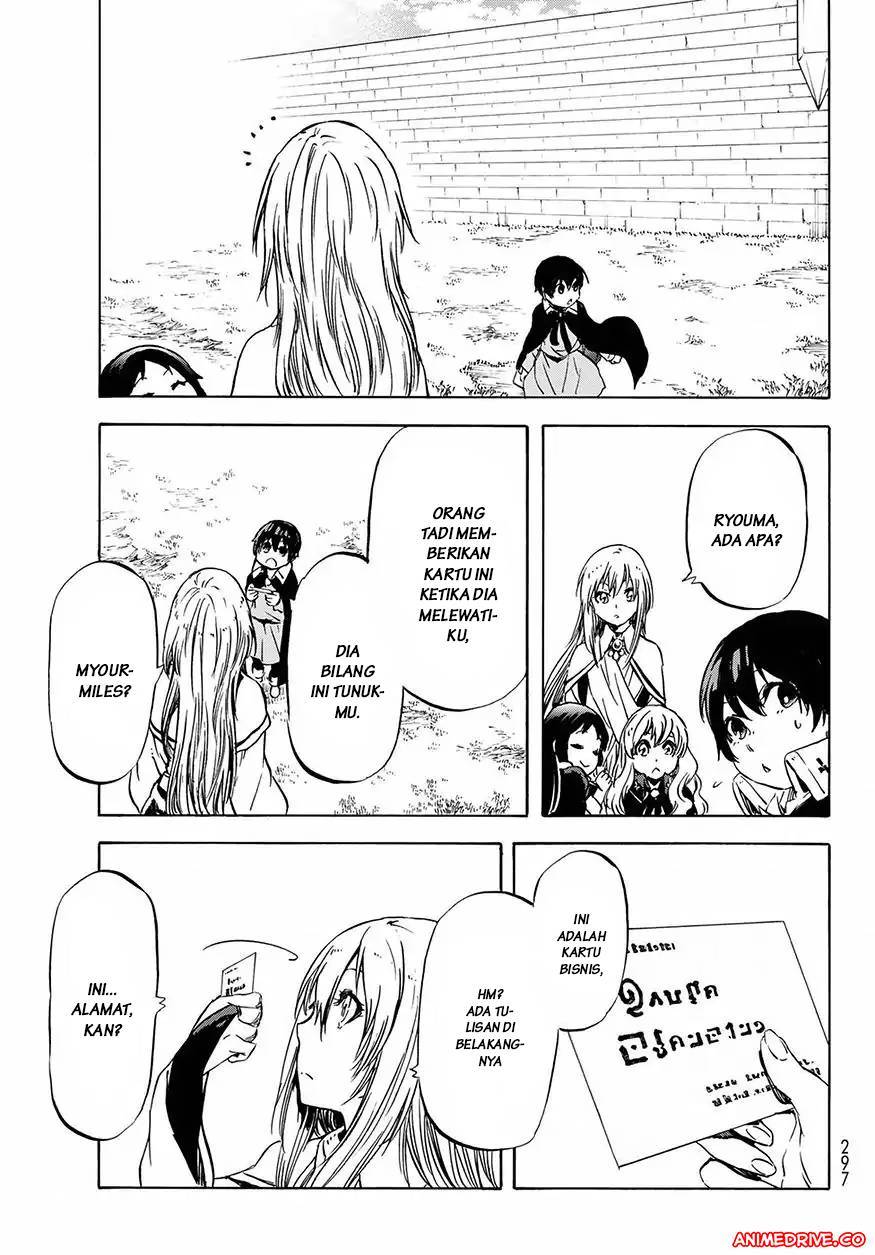 RYOUMA,
ADA APA?
ORANG
TADI MEM-
BERIKAN
KARTU INI
KETIKA DIA
MELEWATI-
KU,
DIA
BILANG
INI TUNUK-
MU.
MYOUR-
MILES?
INI
ADALAH
KARTU
BISNIS,
HM?
ADA TU-
LISAN DI
BELAKANG-
NYA
INI...
ALAMAT,
KAN?
297
ANIMEDRIVE.CO